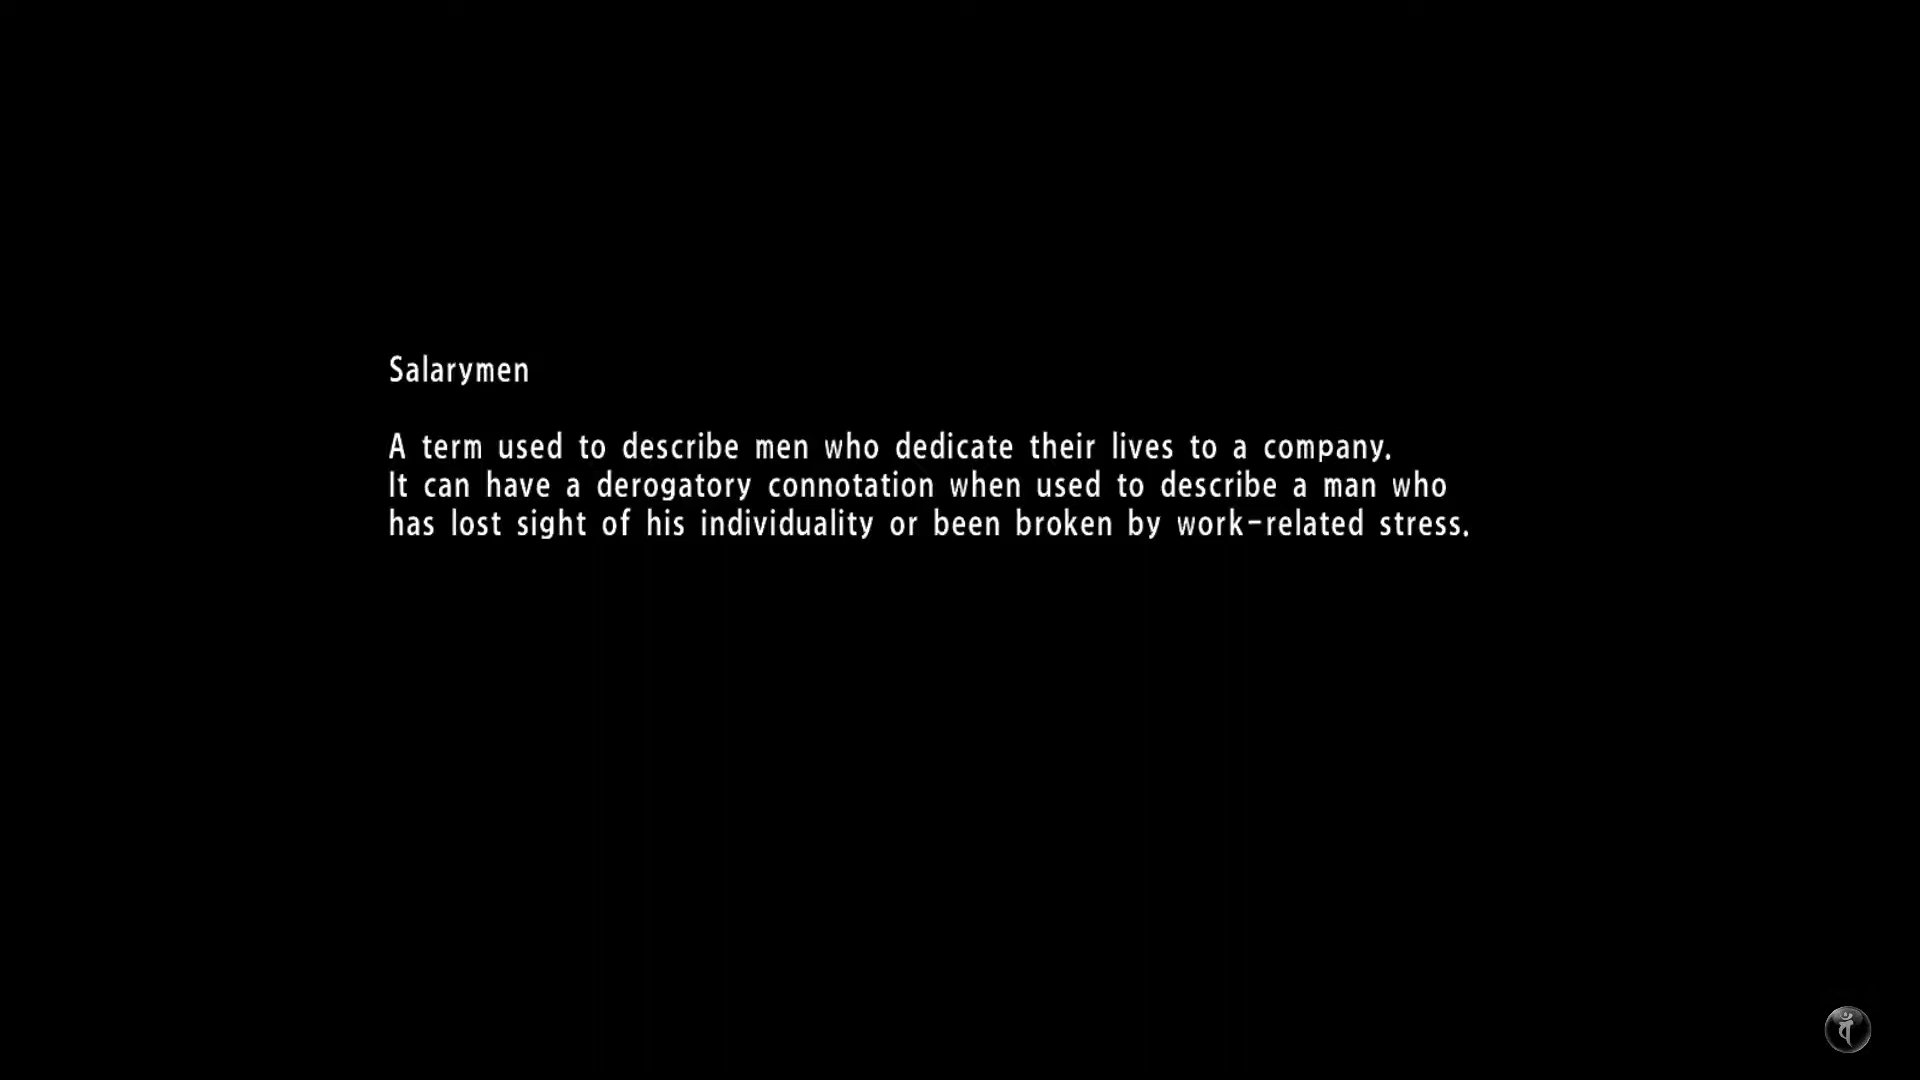 Salarymen
A term used to describe men who dedicate their lives to a company.
It can have a derogatory connotation when used to describe a man who
has lost sight of his individuality or been broken by work-related stress.